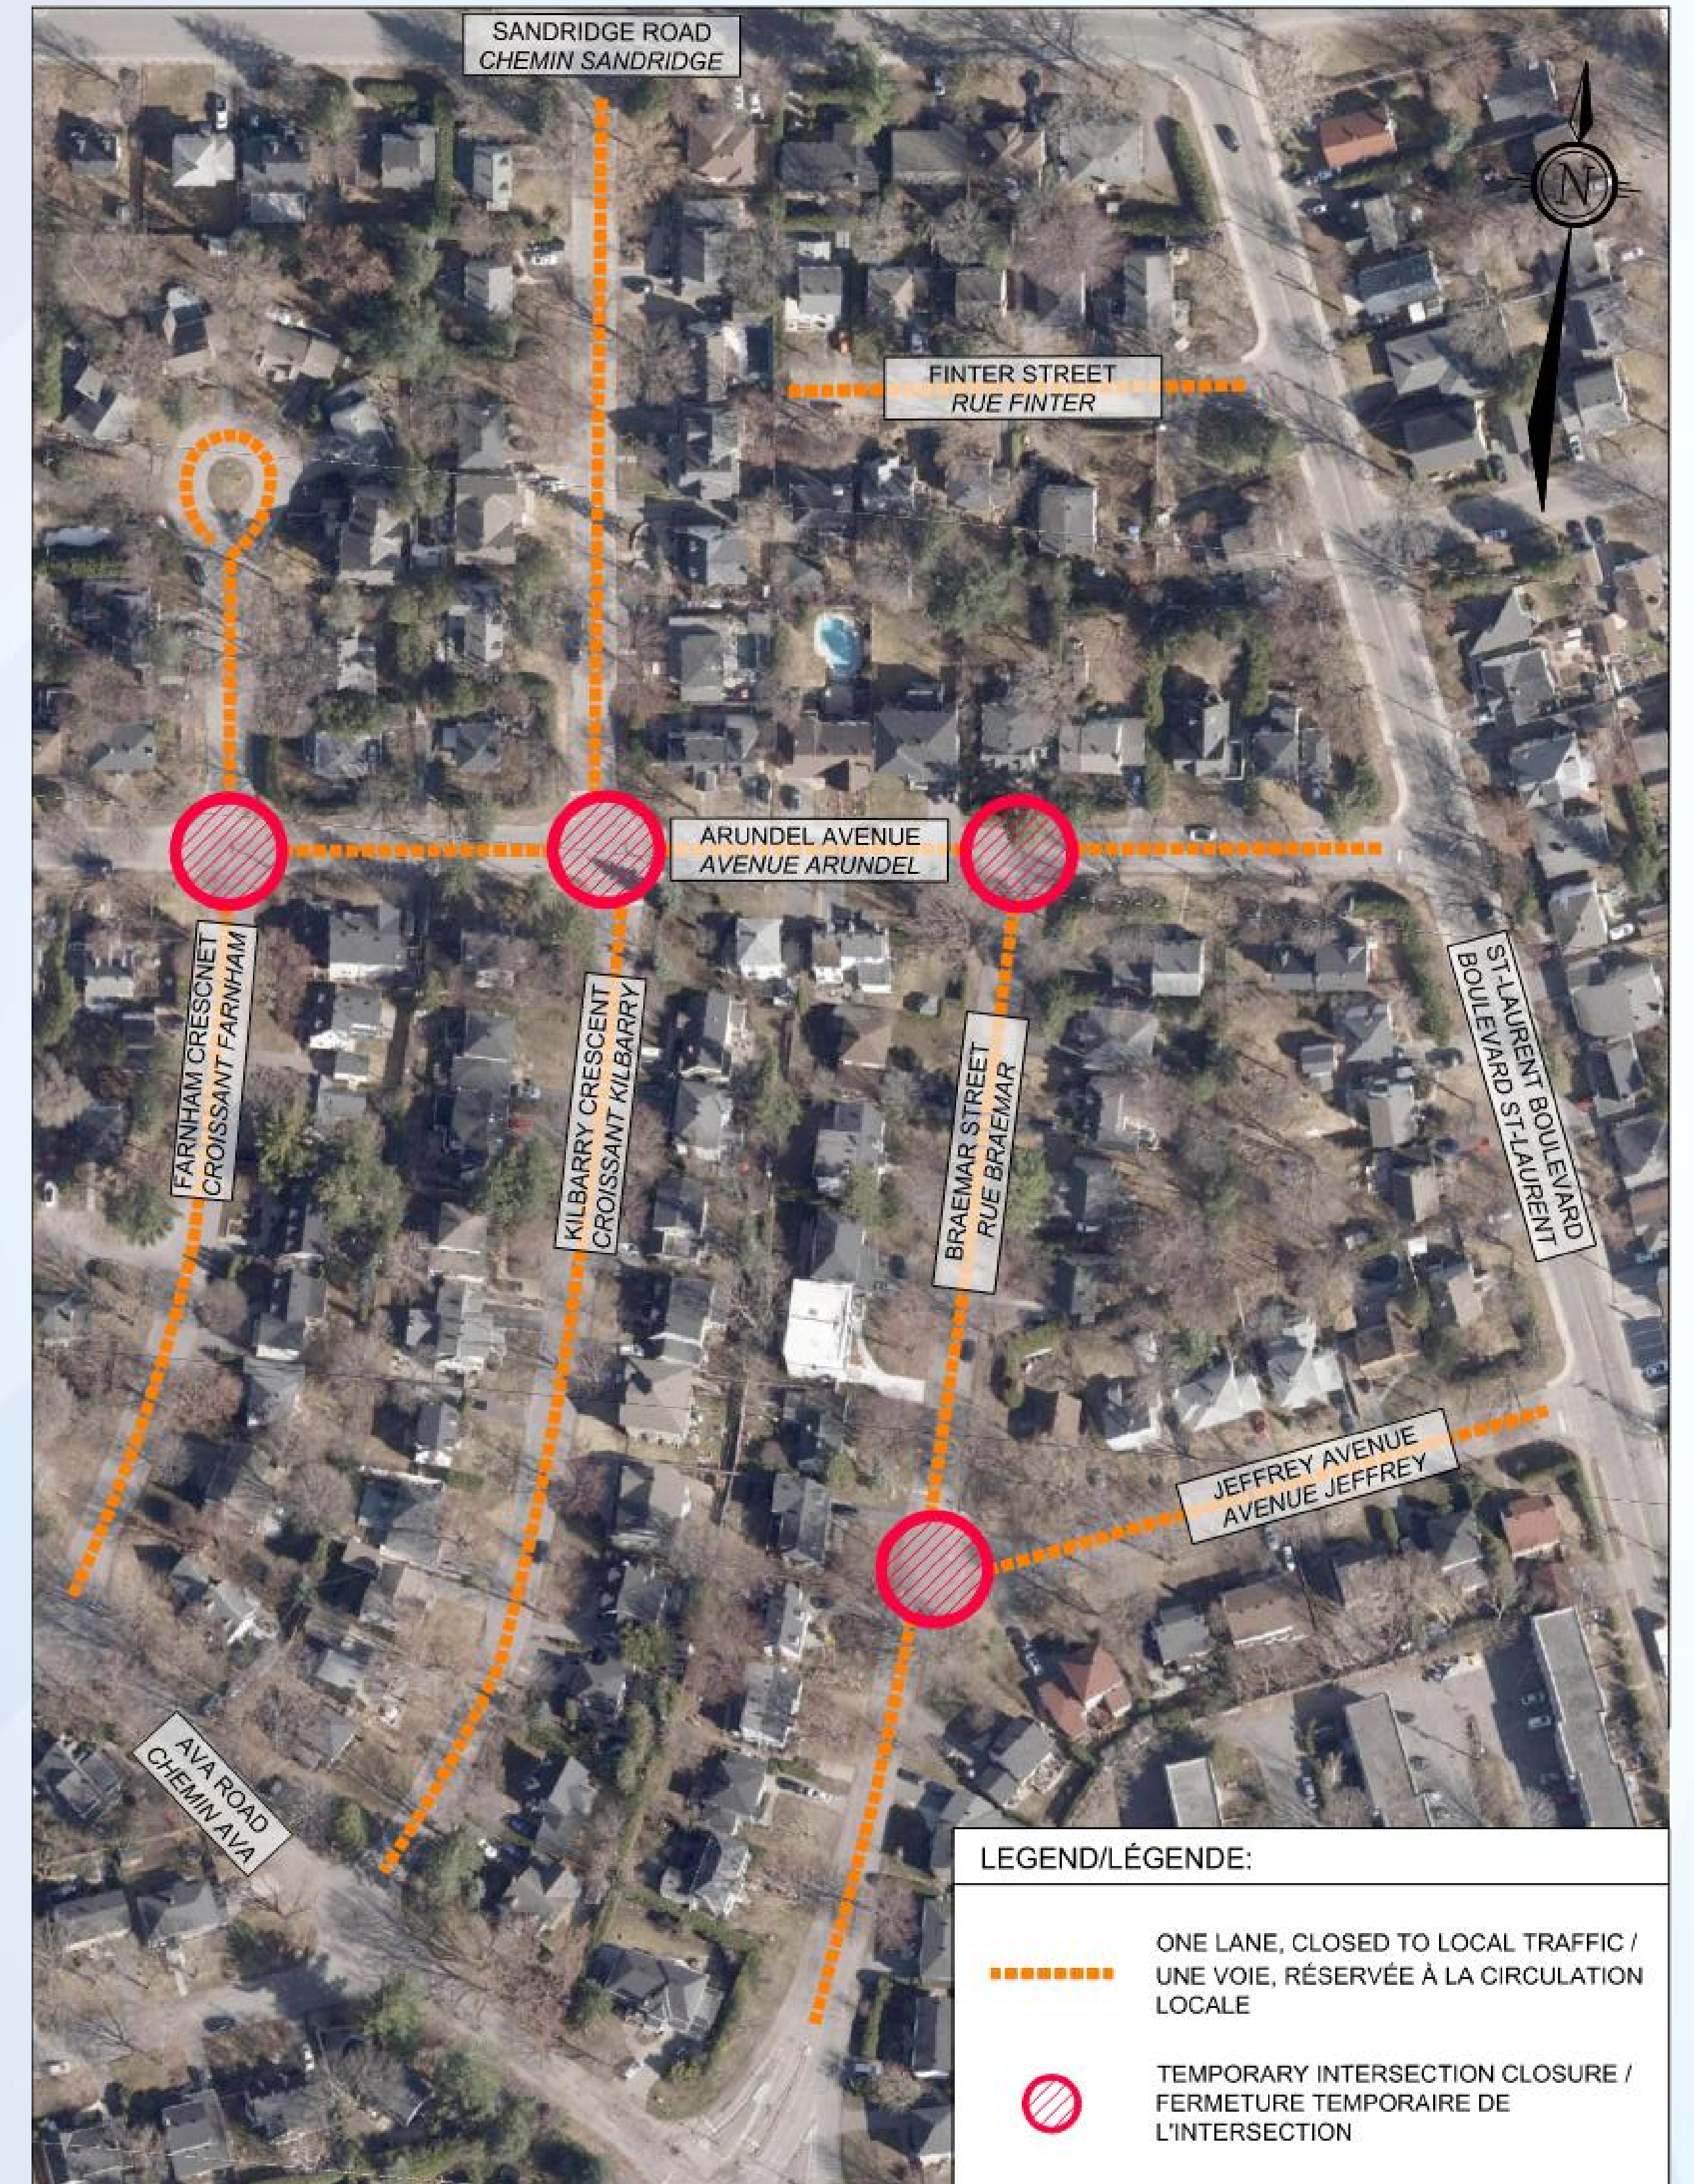 SANDRIDGE ROAD
CHEMIN SANDRIDGE
N
FINTER STREET
RUE FINTER
ARUNDEL AVENUE
AVENUE ARUNDEL
FARNHAM CRESCNET
CROISSANT FARNHAM
KILBARRY CRESCENT
CROISSANT KILBARRY
BRAEMAR STREET
RUE BRAEMAR
ST-LAURENT BOULEVARD
BOULEVARD ST-LAURENT
JEFFREY AVENUE
AVENUE JEFFREY
AVA ROAD
CHEMIN AVA
LEGEND/LÉGENDE:
ONE LANE, CLOSED TO LOCAL TRAFFIC /
UNE VOIE, RÉSERVÉE À LA CIRCULATION
LOCALE
TEMPORARY INTERSECTION CLOSURE /
FERMETURE TEMPORAIRE DE
L'INTERSECTION